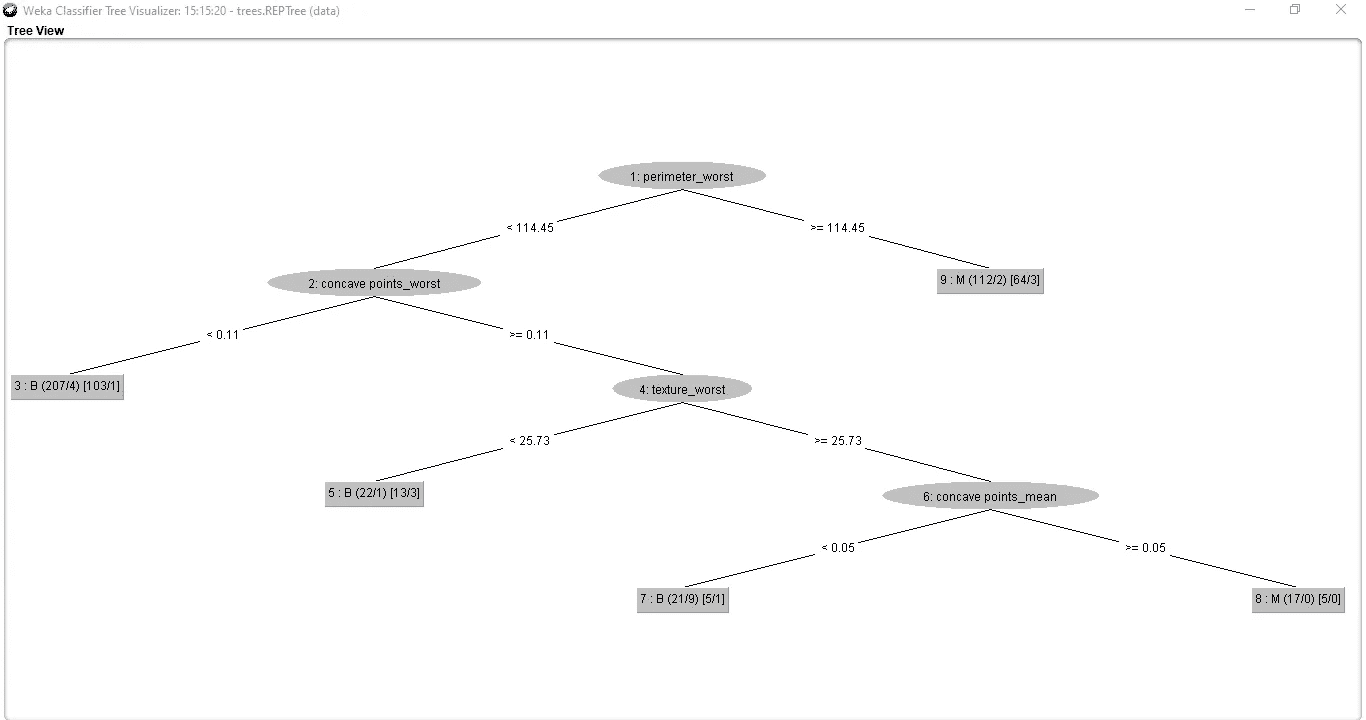 Weka Classifier Tree Visualizer: 15:15:20 - trees.REPTree (data)
Tree View
1: perimeter_worst
< 114.45
>= 114.45
2: concave points_worst
9 : M (112/2) [64/3]
< 0.11
>= 0.11
3 : B (207/4) [103/1]
4: texture_worst
< 25.73
>= 25.73
5 : B (22/1) [13/3]
6: concave points_mean
< 0.05
>= 0.05
7 : B (21/9) [5/1]
8 : M (17/0) [5/0]